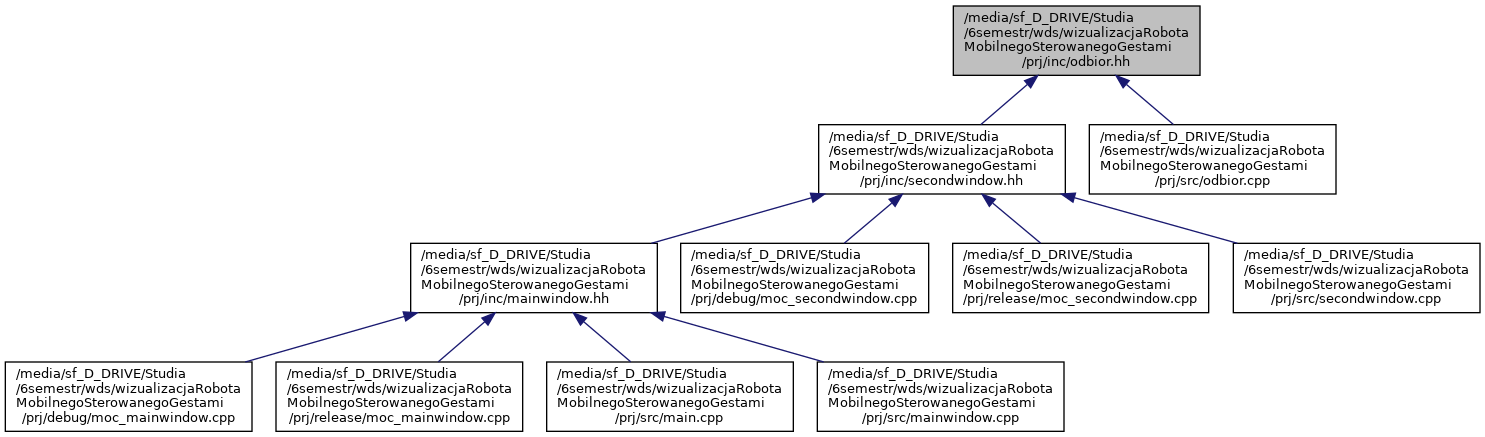 /media/sf_D_DRIVE/Studia
/6semestr/wds/wizualizacjaRobota
MobilnegoSterowanegoGestami
/prj/inc/odbior.hh
/media/sf_D_DRIVE/Studia
/6semestr/wds/wizualizacjaRobota
MobilnegoSterowanegoGestami
/prj/inc/secondwindow.hh
/media/sf_D_DRIVE/Studia
/6semestr/wds/wizualizacjaRobota
MobilnegoSterowanegoGestami
/prj/src/odbior.cpp
/media/sf_D_DRIVE/Studia
/6semestr/wds/wizualizacjaRobota
MobilnegoSterowanegoGestami
/prj/inc/mainwindow.hh
/media/sf_D_DRIVE/Studia
/6semestr/wds/wizualizacjaRobota
MobilnegoSterowanegoGestami
/prj/debug/moc_secondwindow.cpp
/media/sf_D_DRIVE/Studia
/6semestr/wds/wizualizacjaRobota
MobilnegoSterowanegoGestami
/prj/release/moc_secondwindow.cpp
/media/sf_D_DRIVE/Studia
/6semestr/wds/wizualizacjaRobota
MobilnegoSterowanegoGestami
/prj/src/secondwindow.cpp
/media/sf_D_DRIVE/Studia
/6semestr/wds/wizualizacjaRobota
MobilnegoSterowanegoGestami
/prj/debug/moc_mainwindow.cpp
/media/sf_D_DRIVE/Studia
/6semestr/wds/wizualizacjaRobota
MobilnegoSterowanegoGestami
/prj/release/moc_mainwindow.cpp
/media/sf_D_DRIVE/Studia
/6semestr/wds/wizualizacjaRobota
MobilnegoSterowanegoGestami
/prj/src/main.cpp
/media/sf_D_DRIVE/Studia
/6semestr/wds/wizualizacjaRobota
MobilnegoSterowanegoGestami
/prj/src/mainwindow.cpp